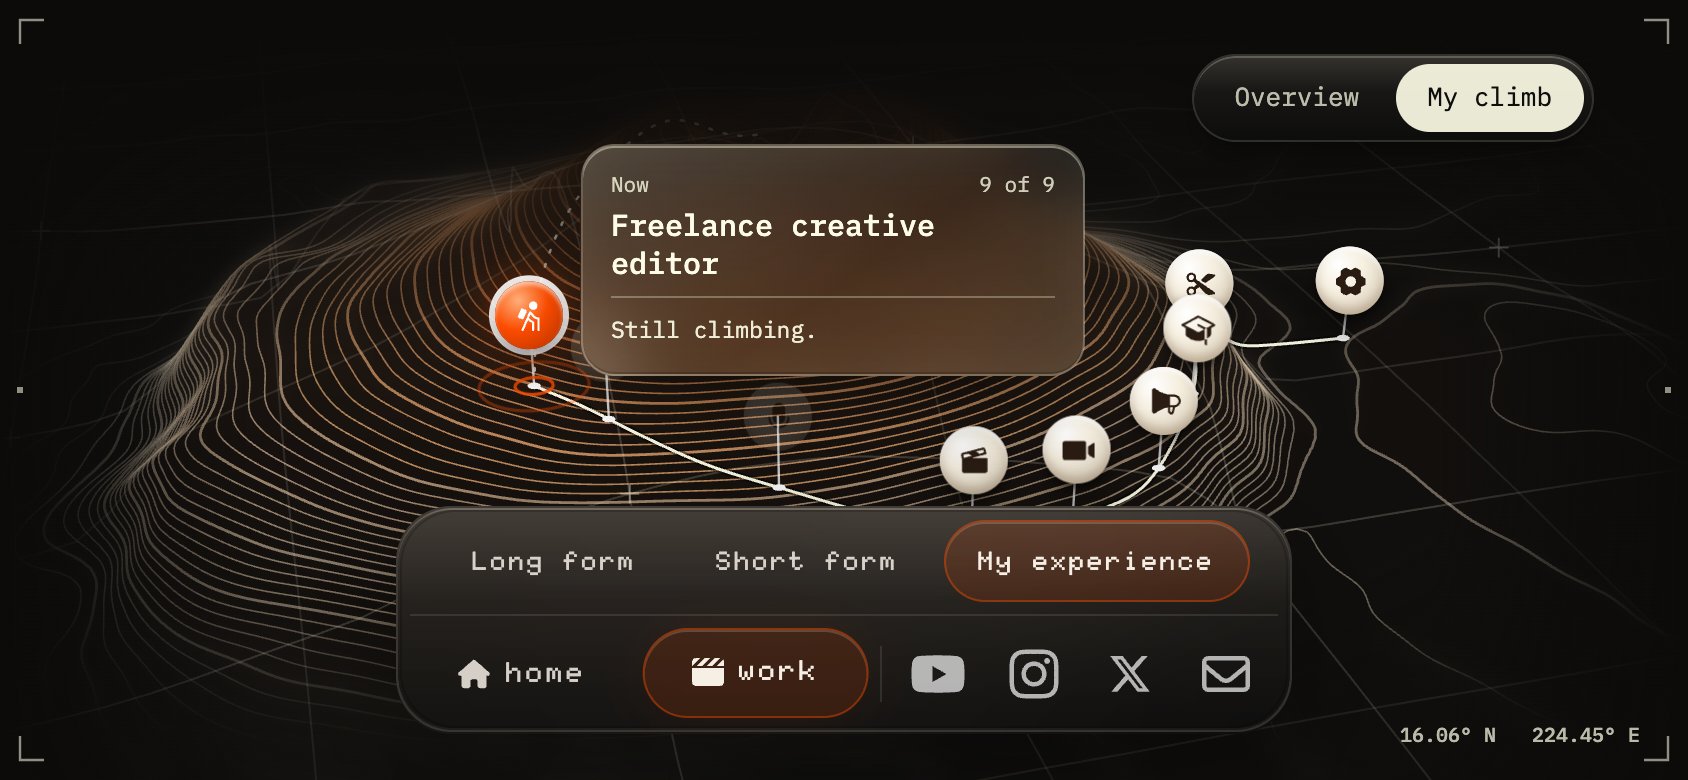 Overview
My climb
Now
9 of 9
Freelance creative
editor
Still climbing.
Long form
Short form
My experience
home
work
16.06° N
224.45° E